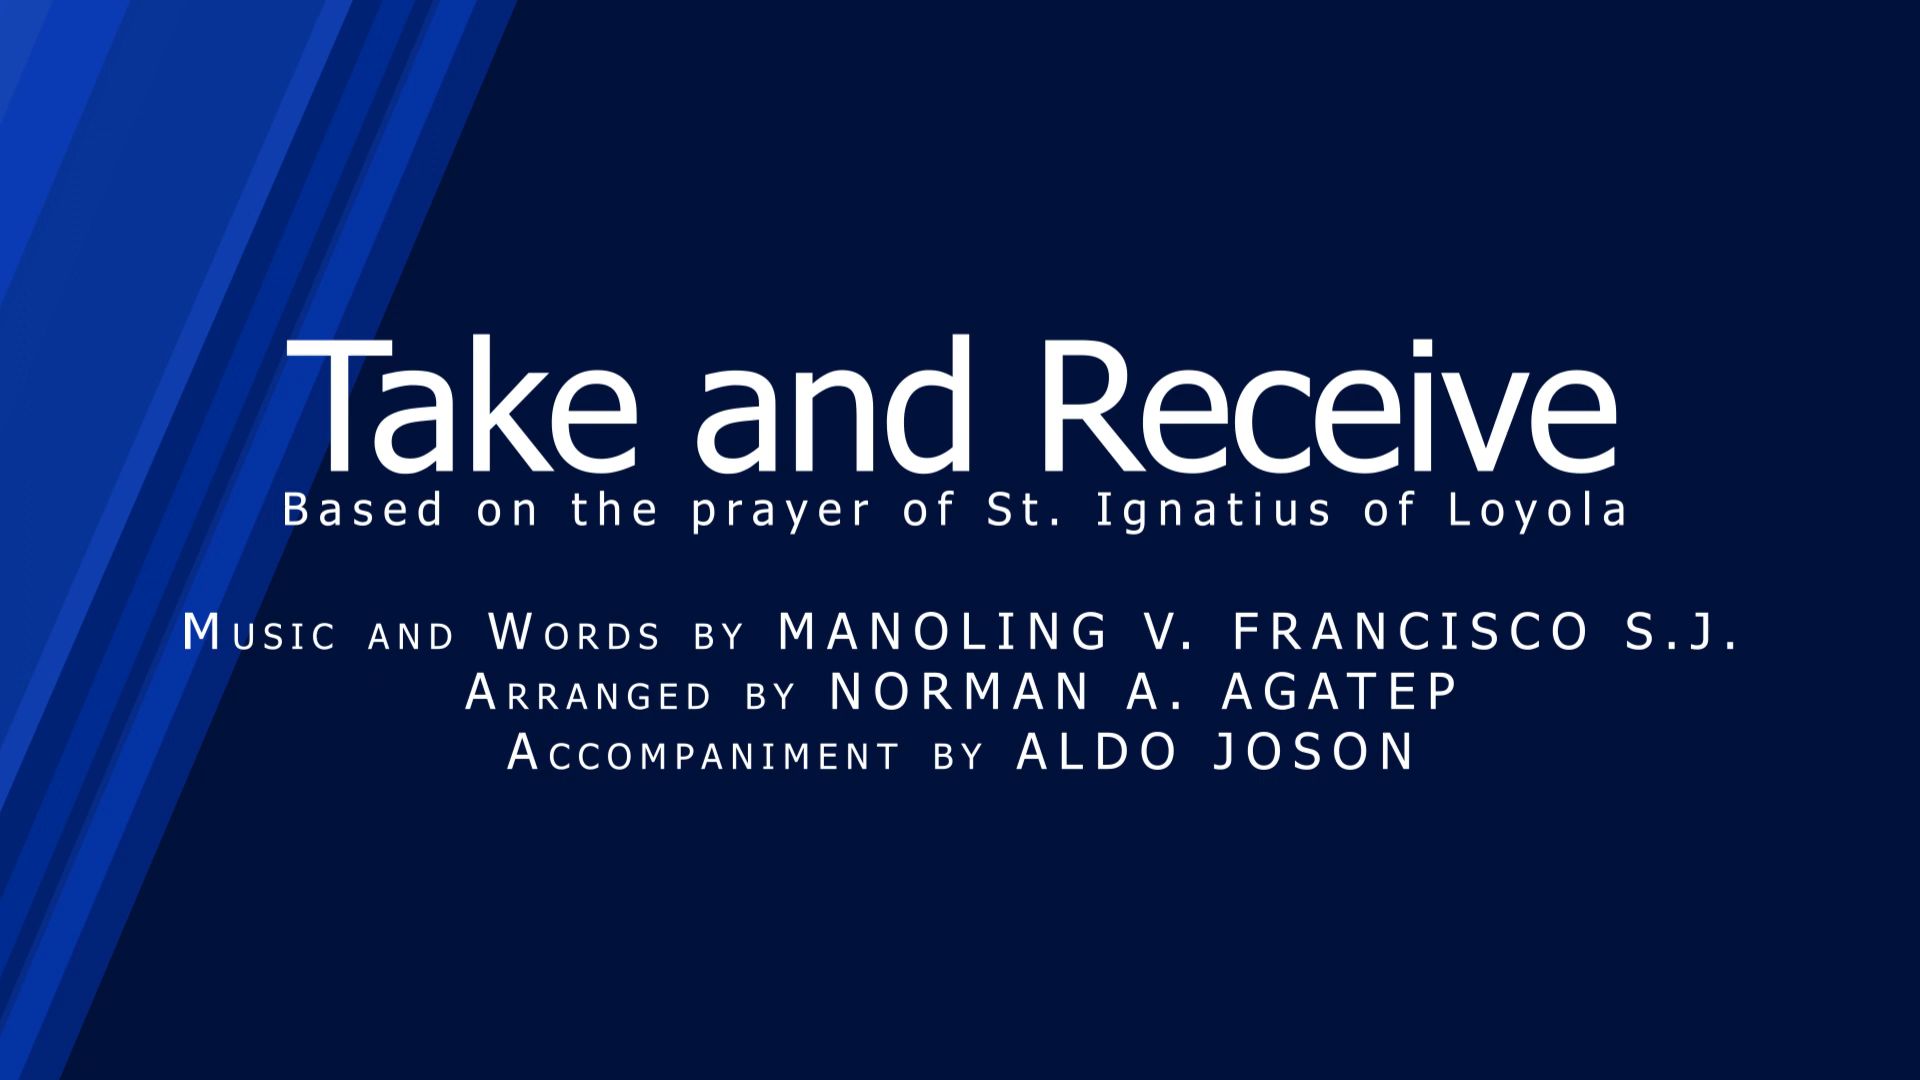 Take and Receive
Based on the prayer of St. Ignatius of Loyola
Music and Words by MANOLING V. FRANCISCO S.J.
Arranged by NORMAN A. AGATEP
Accompaniment by ALDO JOSON